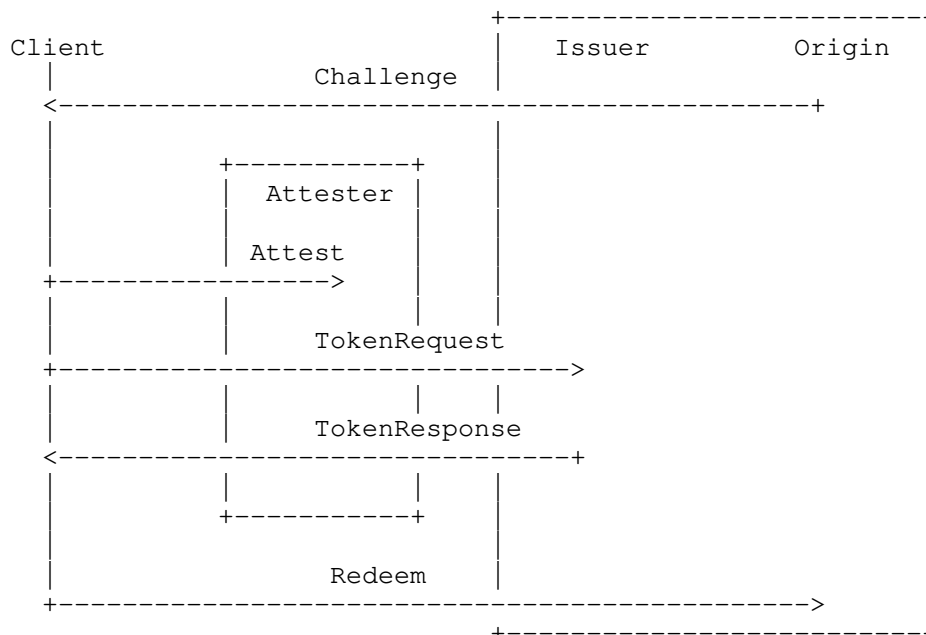 Client Issuer Origin
Challenge
Attester
Attest
TokenRequest
TokenResponse
Redeem